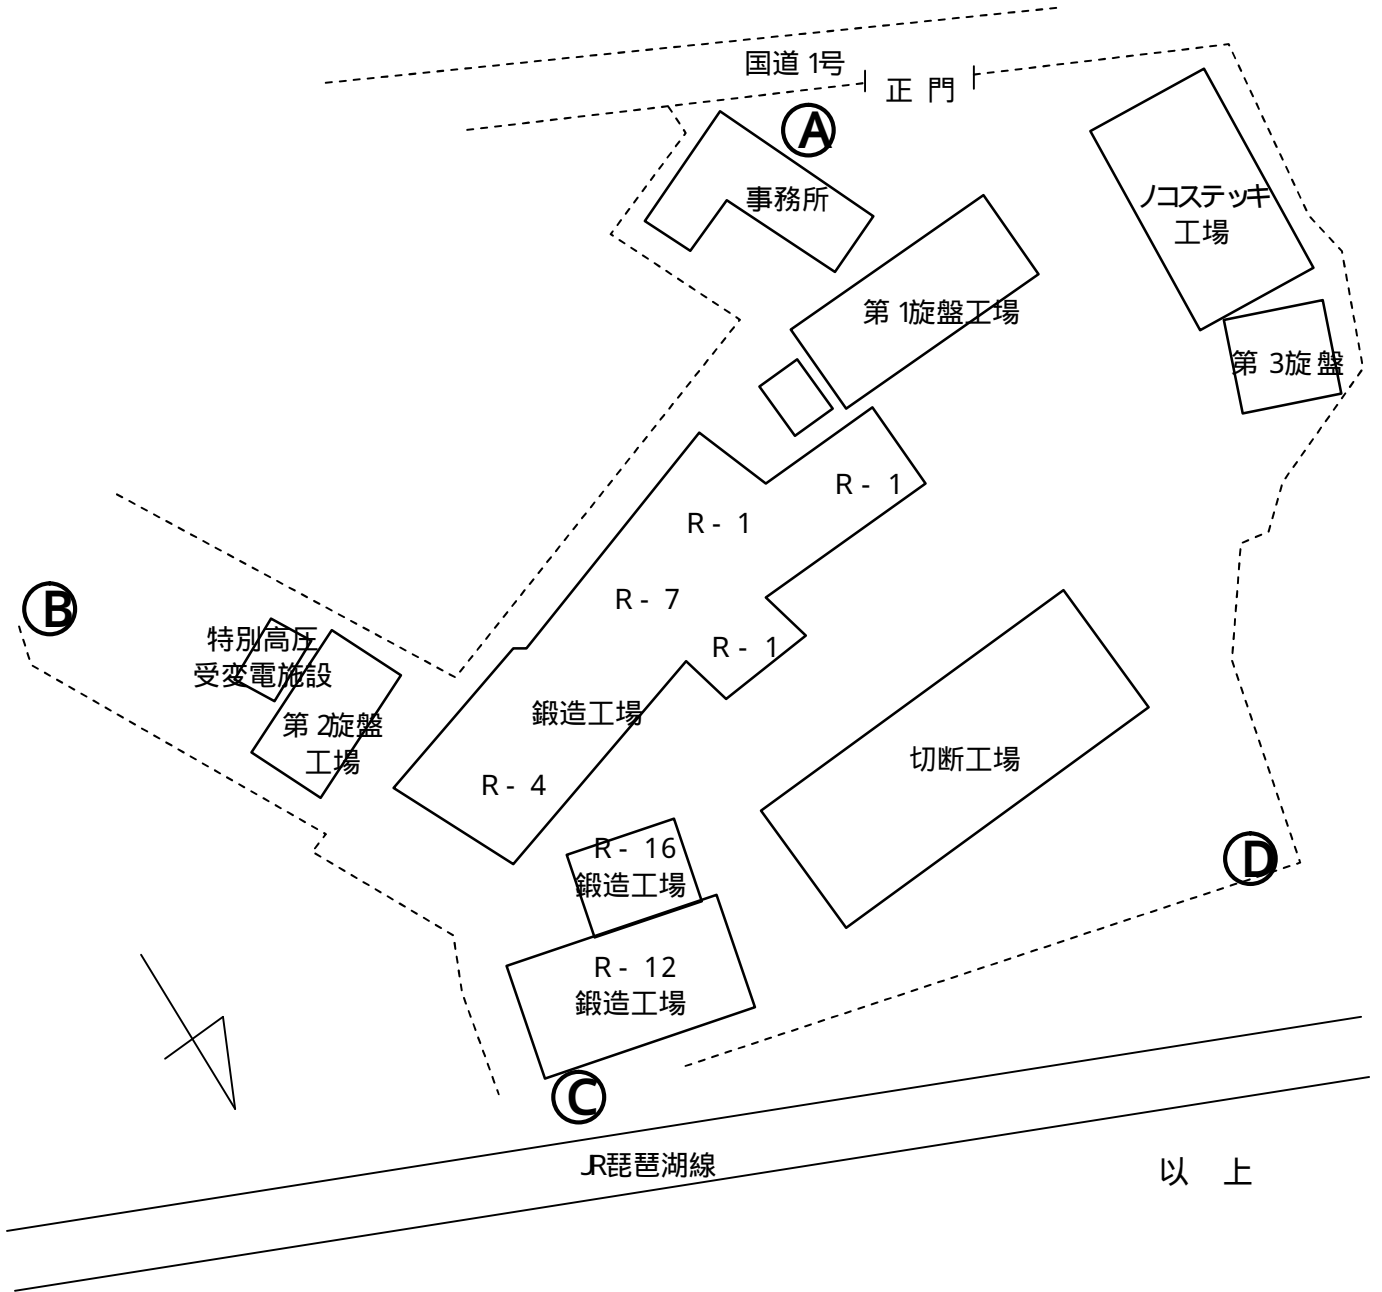 国道 1号
正 門
A
事務所
ノコステッキ
工場
第 1旋盤工場
第 3旋 盤
R - 1
R - 1
R - 7
R - 1
B
特別高圧
受変電施設
第 2旋盤
工場
鍛造工場
R - 4
切断工場
R - 16
鍛造工場
D
R - 12
鍛造工場
C
JR琵琶湖線
以 上